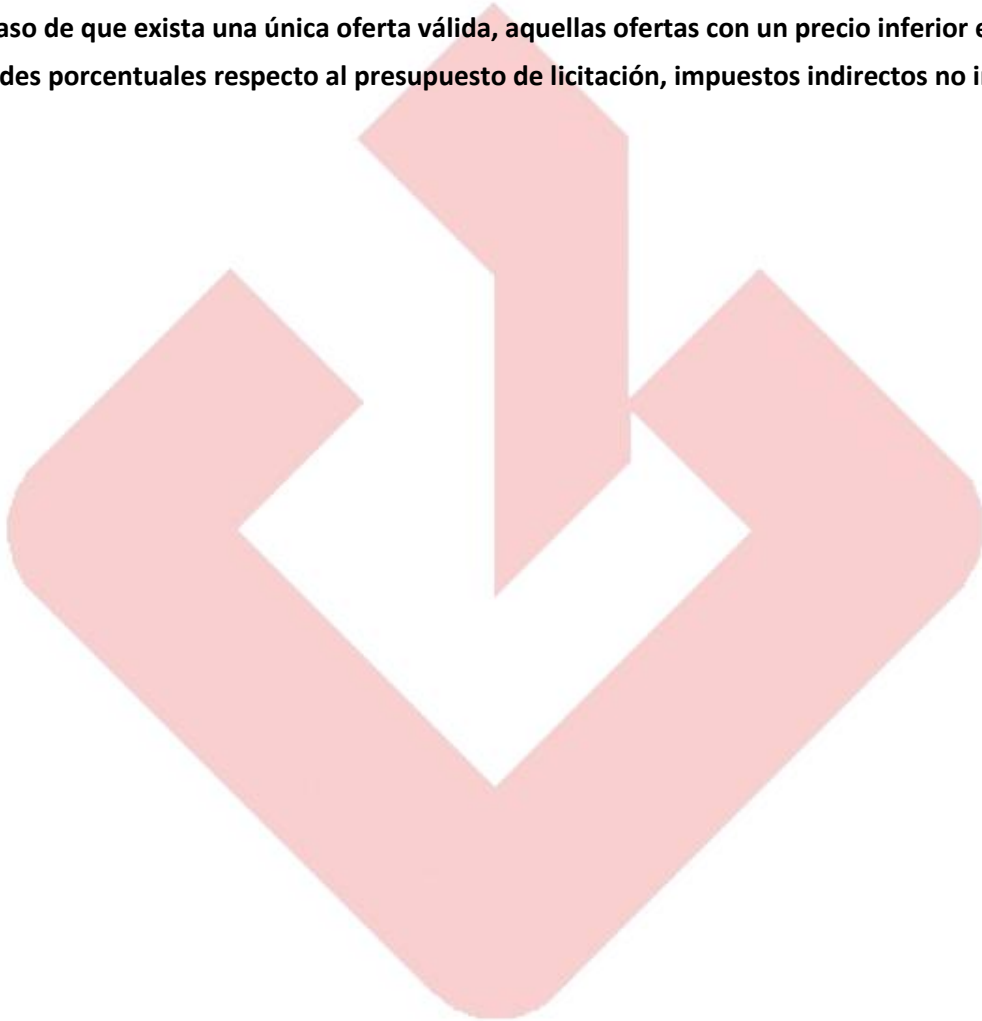 aso de que exista una única oferta válida, aquellas ofertas con un precio inferior e
des porcentuales respecto al presupuesto de licitación, impuestos indirectos no i